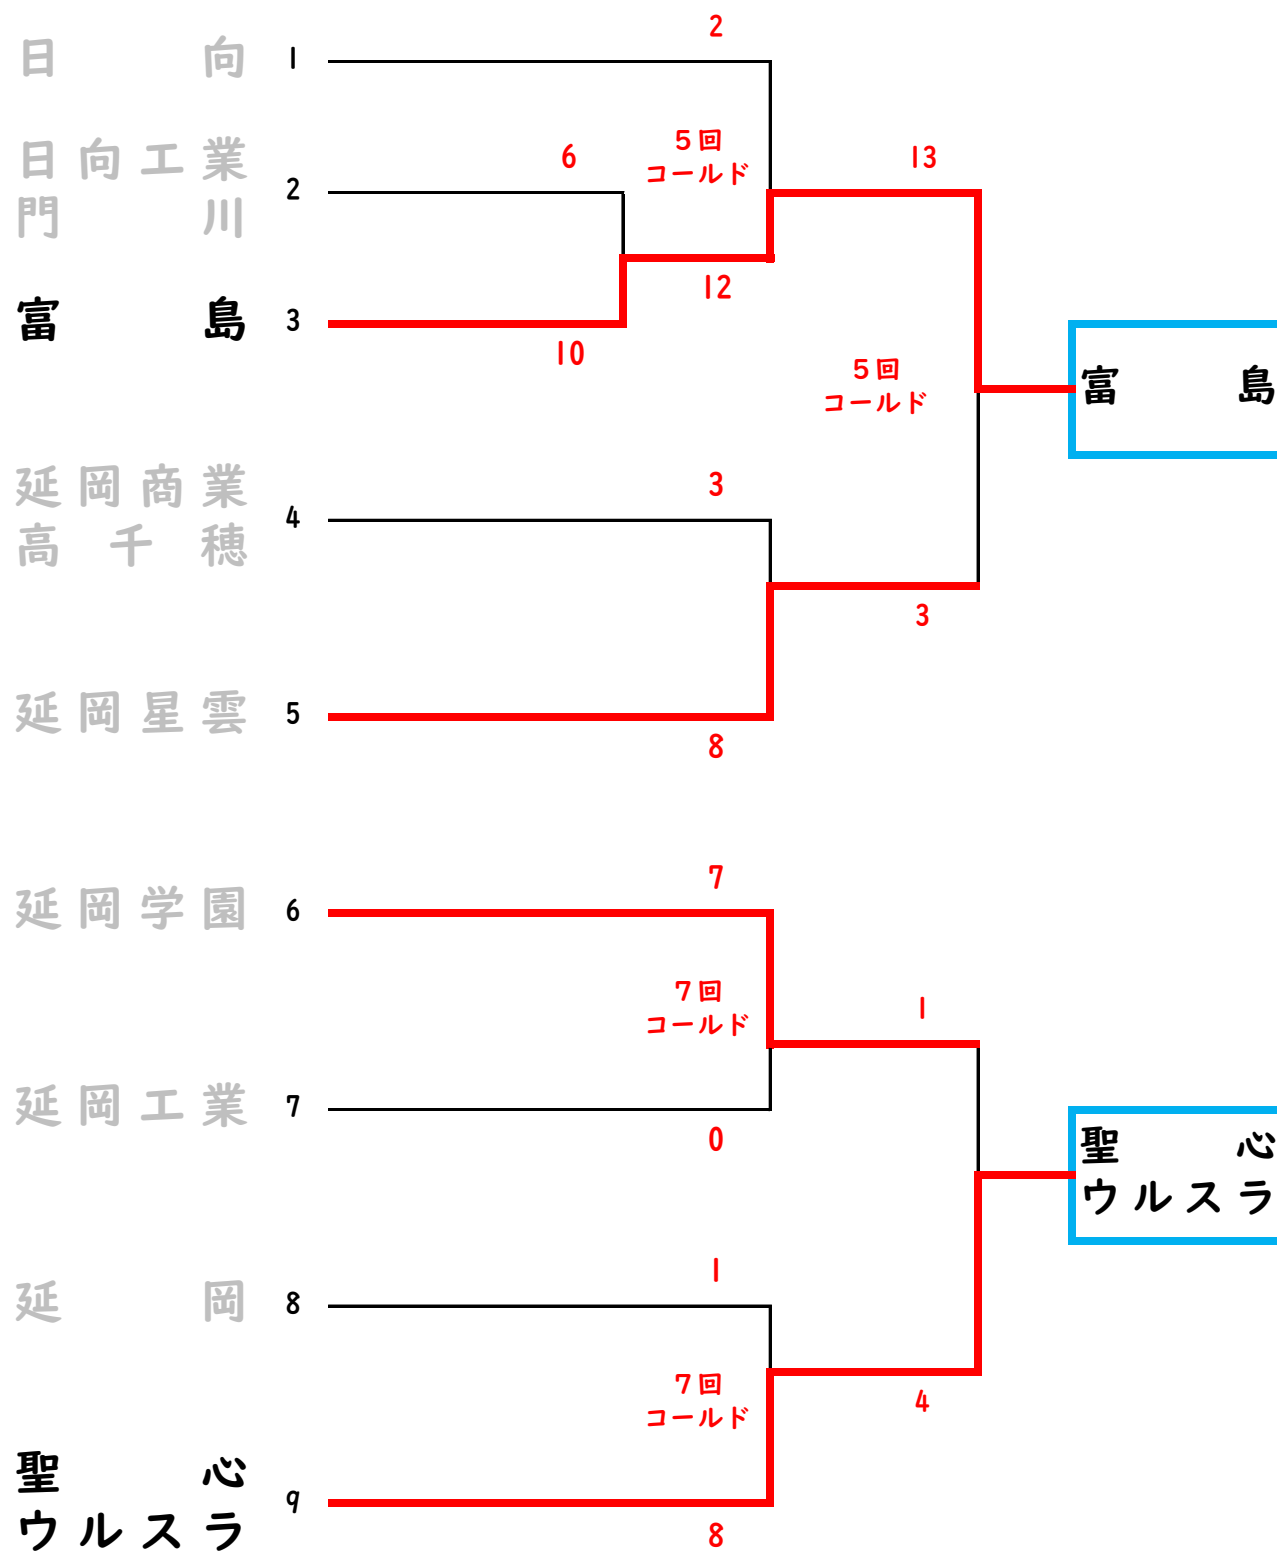 2
日向 1
日向工業
門川
2
6
5回
コールド
13
富島 3
10
12
5回
コールド
富島
延岡商業
高千穂
4
3
3
延岡星雲 5
8
7
延岡学園 6
7回
コールド
1
延岡工業 7
0
聖心
ウルスラ
1
延岡 8
7回
コールド
4
聖心
ウルスラ
9
8